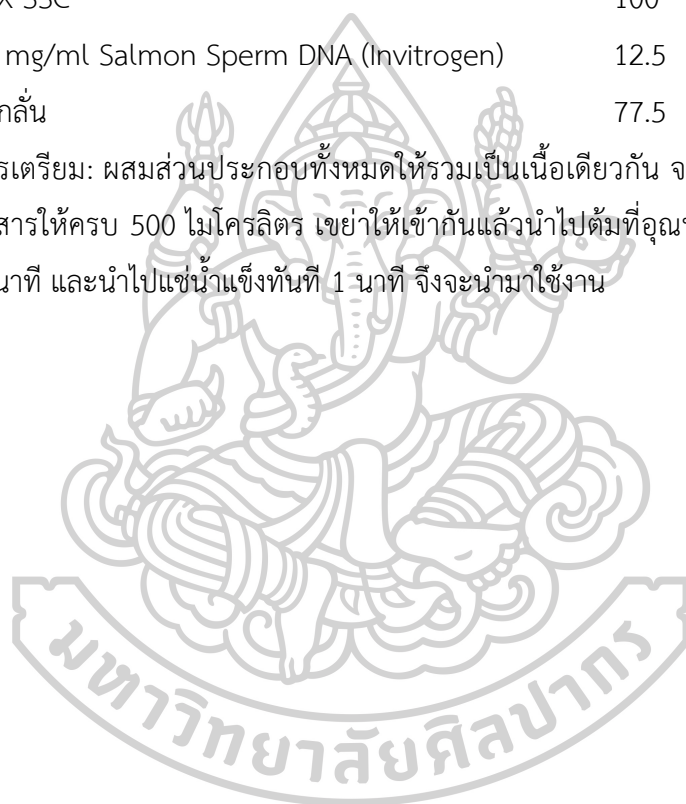 X SSC 100
mg/ml Salmon Sperm DNA (Invitrogen) 12.5
กลั่น 77.5
รเตรียม: ผสมส่วนประกอบทั้งหมดให้รวมเป็นเนื้อเดียวกัน จ
สารให้ครบ 500 ไมโครลิตร เขย่าให้เข้ากันแล้วนำไปต้มที่อุณ
นาที และนำไปแช่น้ำแข็งทันที 1 นาที จึงจะนำมาใช้งาน
มหาวิทยาลัยศิลปากร